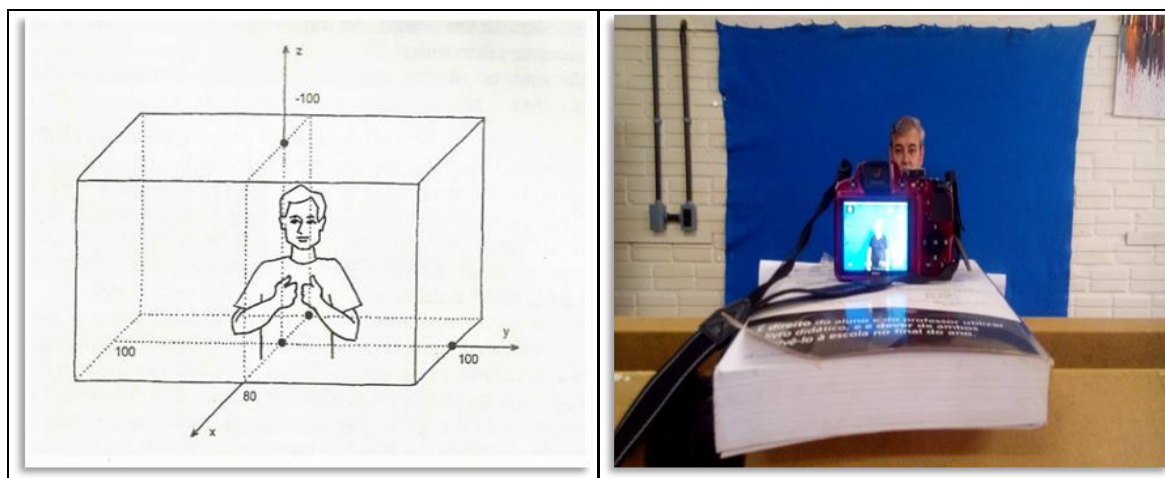 z
-100
y
100
100
80
x
É direito do aluno e do professor utilizar
livro didático, e é dever de ambos
à escola no final do ano.